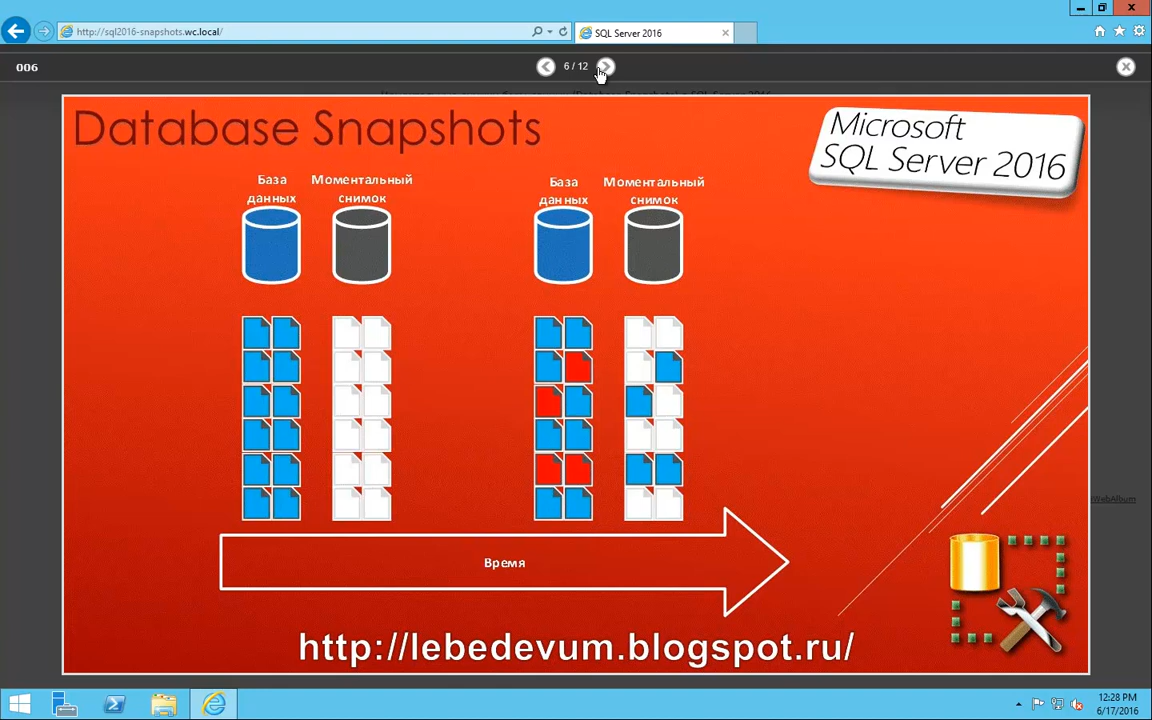 http://sql2016-snapshots.wc.local/
SQL Server 2016
006
6 / 12
Database Snapshots
Microsoft
SQL Server 2016
База
данных
Моментальный
снимок
База
данных
Моментальный
снимок
WebAlbum
Время
http://lebedevum.blogspot.ru/
12:28 PM
6/17/2016